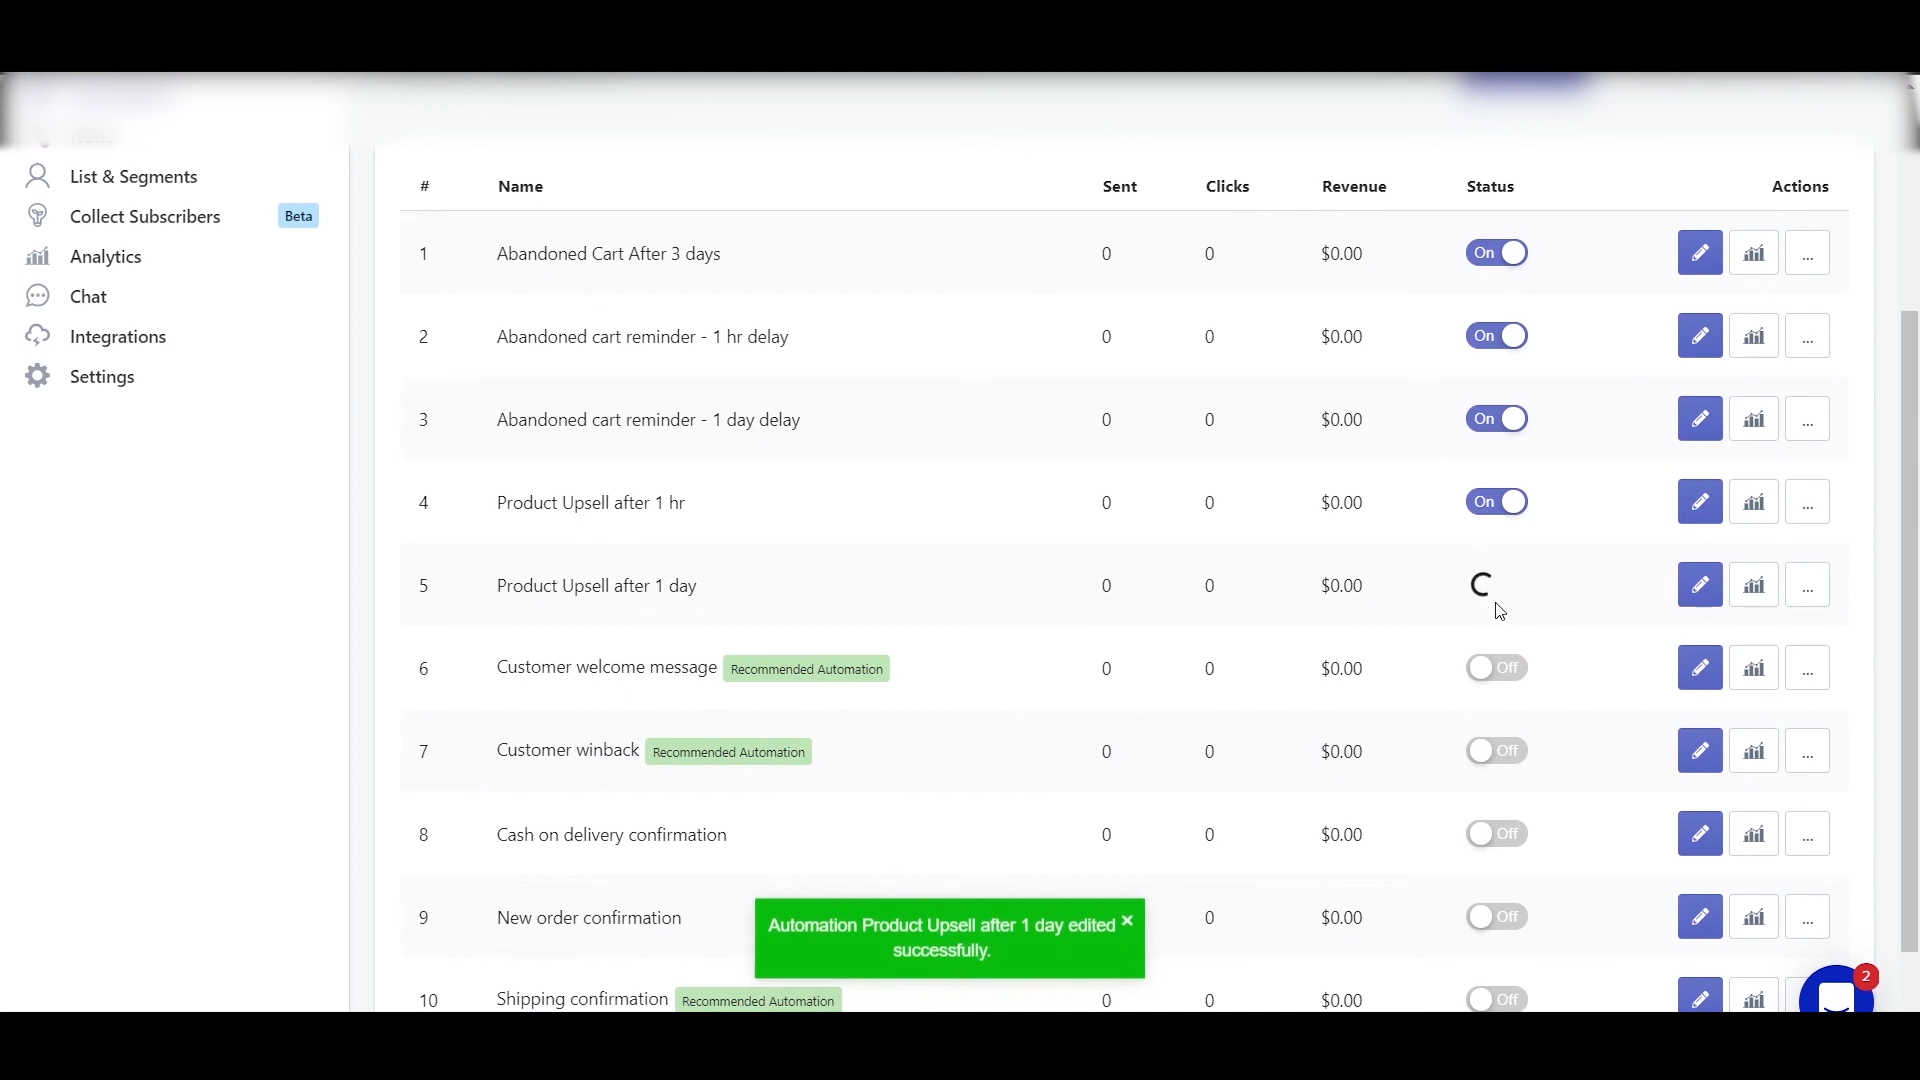 List & Segments
Collect Subscribers Beta
Analytics
Chat
Integrations
Settings
# Name Sent Clicks Revenue Status Actions
1 Abandoned Cart After 3 days 0 0 $0.00 On ...
2 Abandoned cart reminder - 1 hr delay 0 0 $0.00 On ...
3 Abandoned cart reminder - 1 day delay 0 0 $0.00 On ...
4 Product Upsell after 1 hr 0 0 $0.00 On ...
5 Product Upsell after 1 day 0 0 $0.00 ...
6 Customer welcome message Recommended Automation 0 0 $0.00 Off ...
7 Customer winback Recommended Automation 0 0 $0.00 Off ...
8 Cash on delivery confirmation 0 0 $0.00 Off ...
9 New order confirmation 0 $0.00 Off ...
Automation Product Upsell after 1 day edited ×
successfully.
10 Shipping confirmation Recommended Automation 0 0 $0.00 Off
2